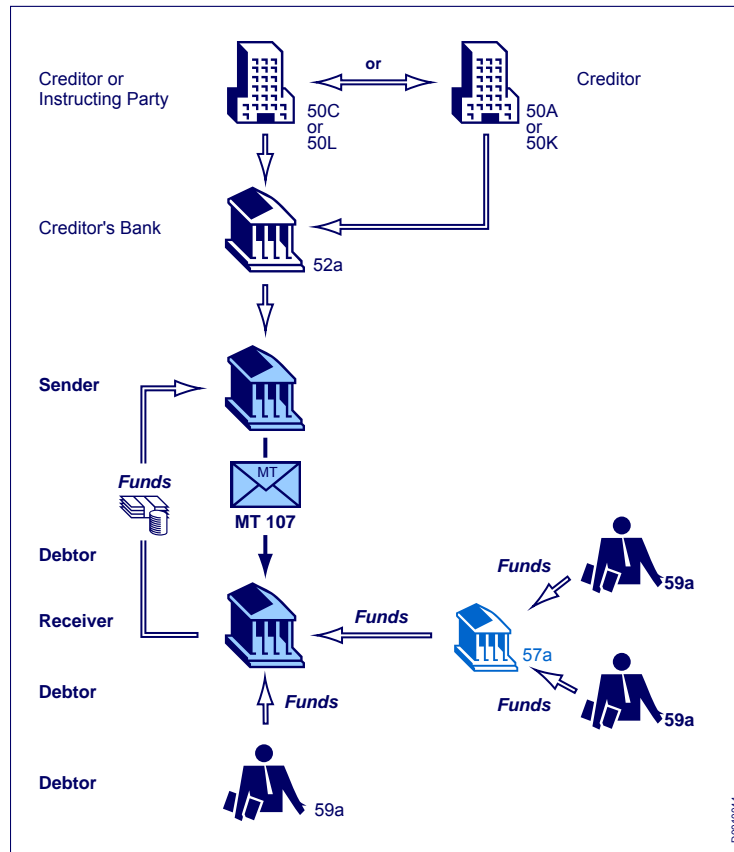 Creditor or
Instructing Party
or
Creditor
50C
or
50L
50A
or
50K
Creditor's Bank
52a
Sender
Funds
MT
MT 107
Debtor
Funds
59a
Receiver
Funds
57a
Debtor
Funds
Funds
59a
Debtor
59a